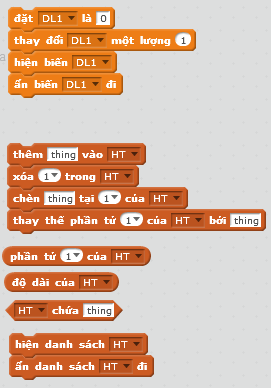 đặt DL1 là 0
thay đổi DL1 một lượng 1
hiện biến DL1
ẩn biến DL1 đi
thêm thing vào HT
xóa 1 trong HT
chèn thing tại 1 của HT
thay thế phần tử 1 của HT bởi thing
phần tử 1 của HT
độ dài của HT
HT chứa thing
hiện danh sách HT
ẩn danh sách HT đi